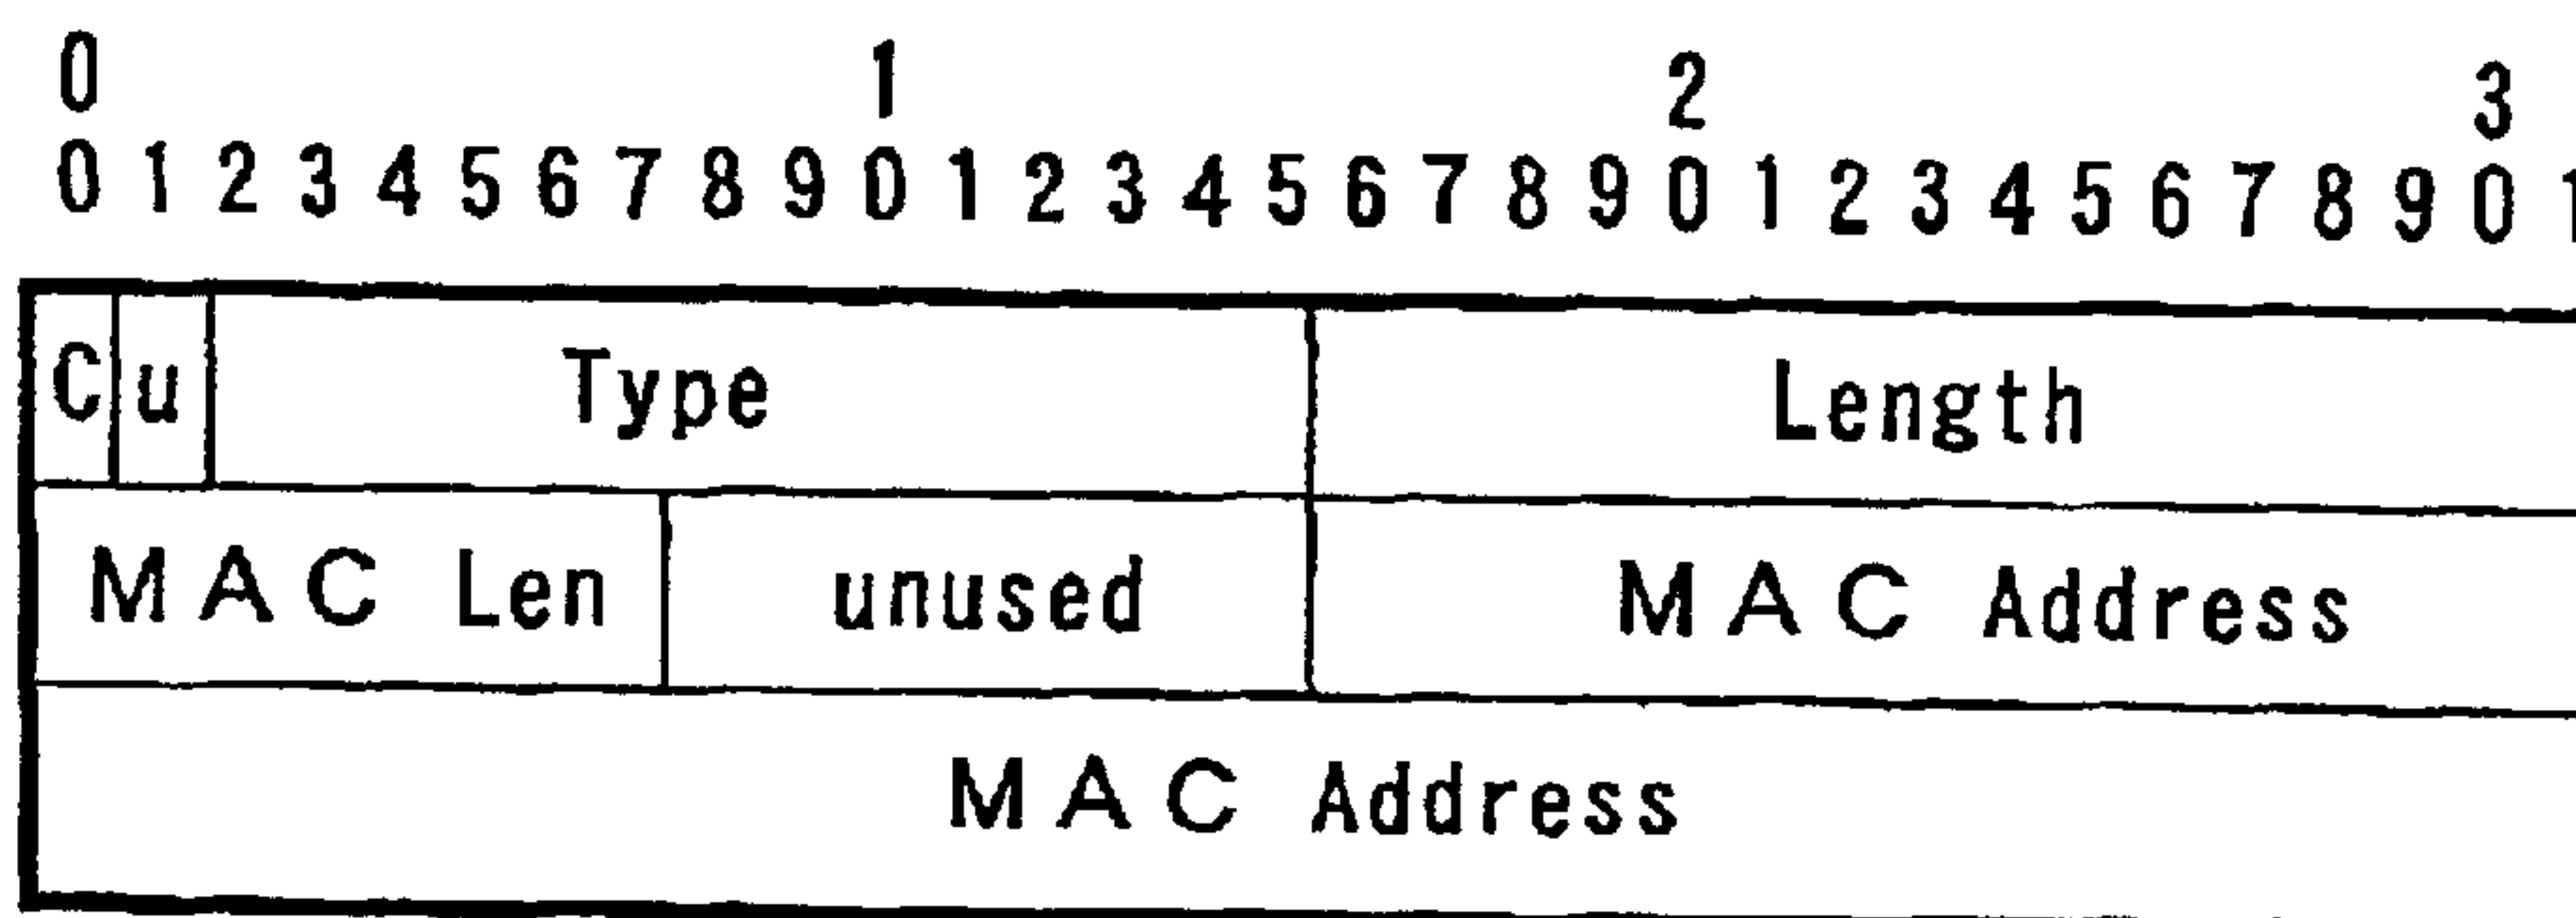 0 1 2 3
0 1 2 3 4 5 6 7 8 9 0 1 2 3 4 5 6 7 8 9 0 1 2 3 4 5 6 7 8 9 0 1
C u Type Length
MAC Len unused MAC Address
MAC Address